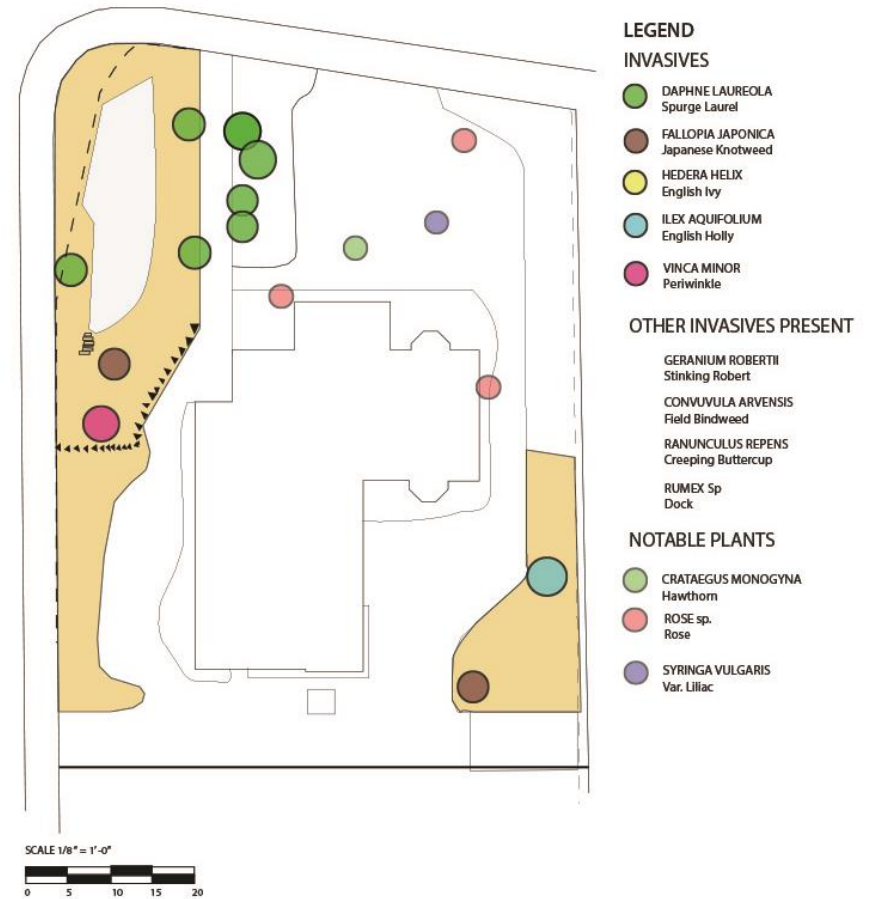 LEGEND
INVASIVES
DAPHNE LAUREOLA
Spurge Laurel
FALLOPIA JAPONICA
Japanese Knotweed
HEDERA HELIX
English Ivy
ILEX AQUIFOLIUM
English Holly
VINCA MINOR
Periwinkle
OTHER INVASIVES PRESENT
GERANIUM ROBERTII
Stinking Robert
CONVUVULA ARVENSIS
Field Bindweed
RANUNCULUS REPENS
Creeping Buttercup
RUMEX Sp
Dock
NOTABLE PLANTS
CRATAEGUS MONOGYNA
Hawthorn
ROSE sp.
Rose
SYRINGA VULGARIS
Var. Liliac
SCALE 1/8" = 1'-0"
0 5 10 15 20